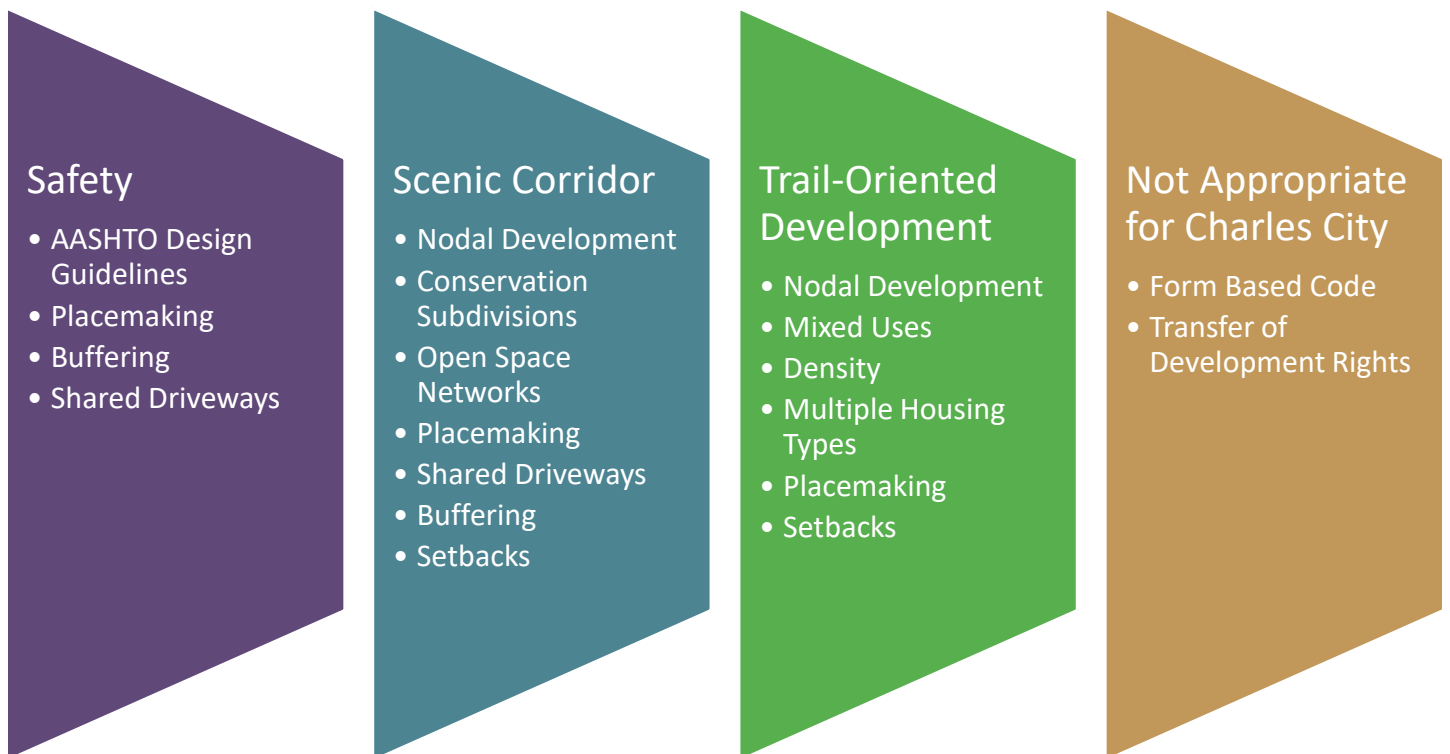 Safety
• AASHTO Design
Guidelines
• Placemaking
• Buffering
• Shared Driveways
Scenic Corridor
• Nodal Development
• Conservation
Subdivisions
• Open Space
Networks
• Placemaking
• Shared Driveways
• Buffering
• Setbacks
Trail-Oriented
Development
• Nodal Development
• Mixed Uses
• Density
• Multiple Housing
Types
• Placemaking
• Setbacks
Not Appropriate
for Charles City
• Form Based Code
• Transfer of
Development Rights